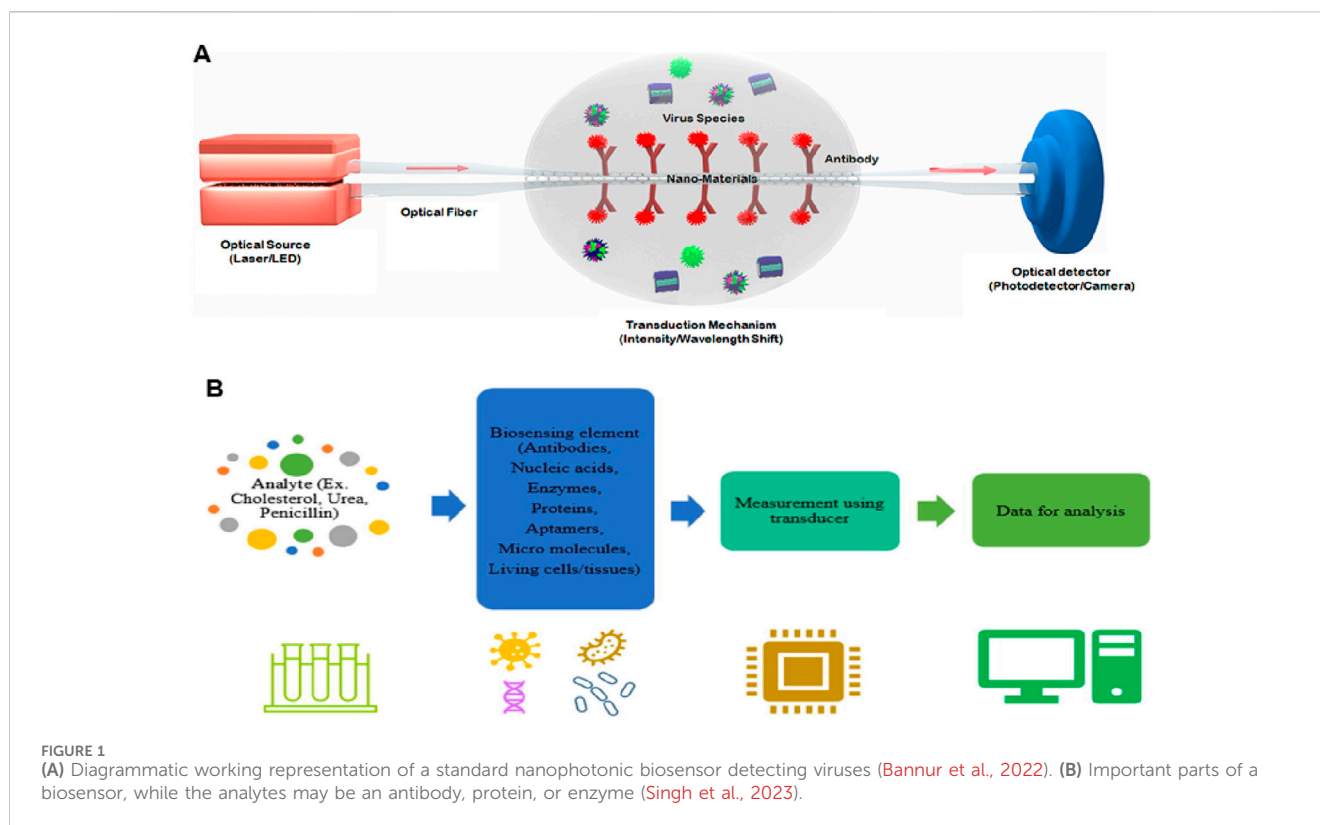 A
Virus Species
Antibody
Nano-Materials
Optical Fiber
Optical Source
(Laser/LED)
Optical detector
(Photodetector/Camera)
Transduction Mechanism
(Intensity/Wavelength Shift)
B
Analyte (Ex.
Cholesterol, Urea,
Penicillin)
Biosensing element
(Antibodies,
Nucleic acids,
Enzymes,
Proteins,
Aptamers,
Micro molecules,
Living cells/tissues)
Measurement using
transducer
Data for analysis
FIGURE 1
(A) Diagrammatic working representation of a standard nanophotonic biosensor detecting viruses (Bannur et al., 2022). (B) Important parts of a
biosensor, while the analytes may be an antibody, protein, or enzyme (Singh et al., 2023).